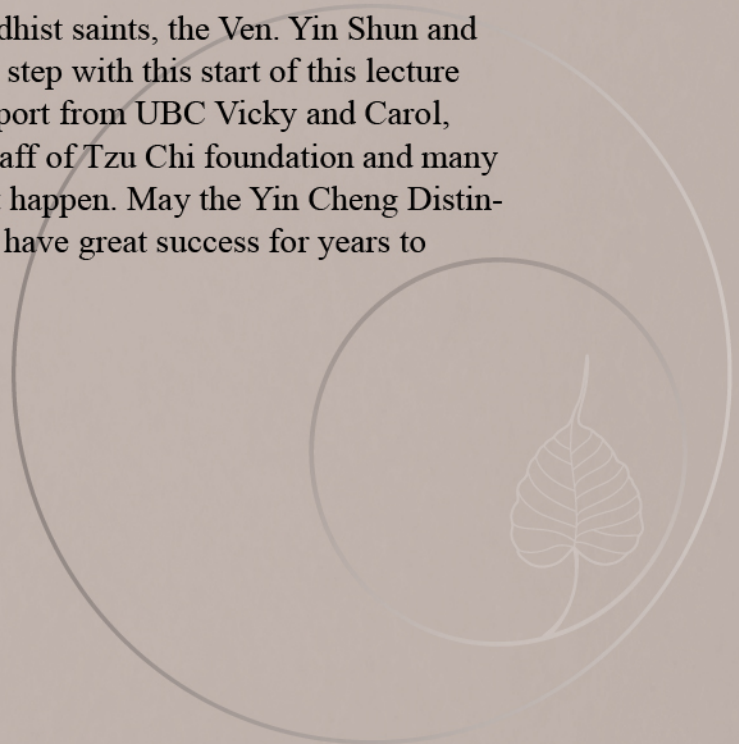 dhist saints, the Ven. Yin Shun and
step with this start of this lecture
port from UBC Vicky and Carol,
aff of Tzu Chi foundation and many
happen. May the Yin Cheng Distin-
have great success for years to